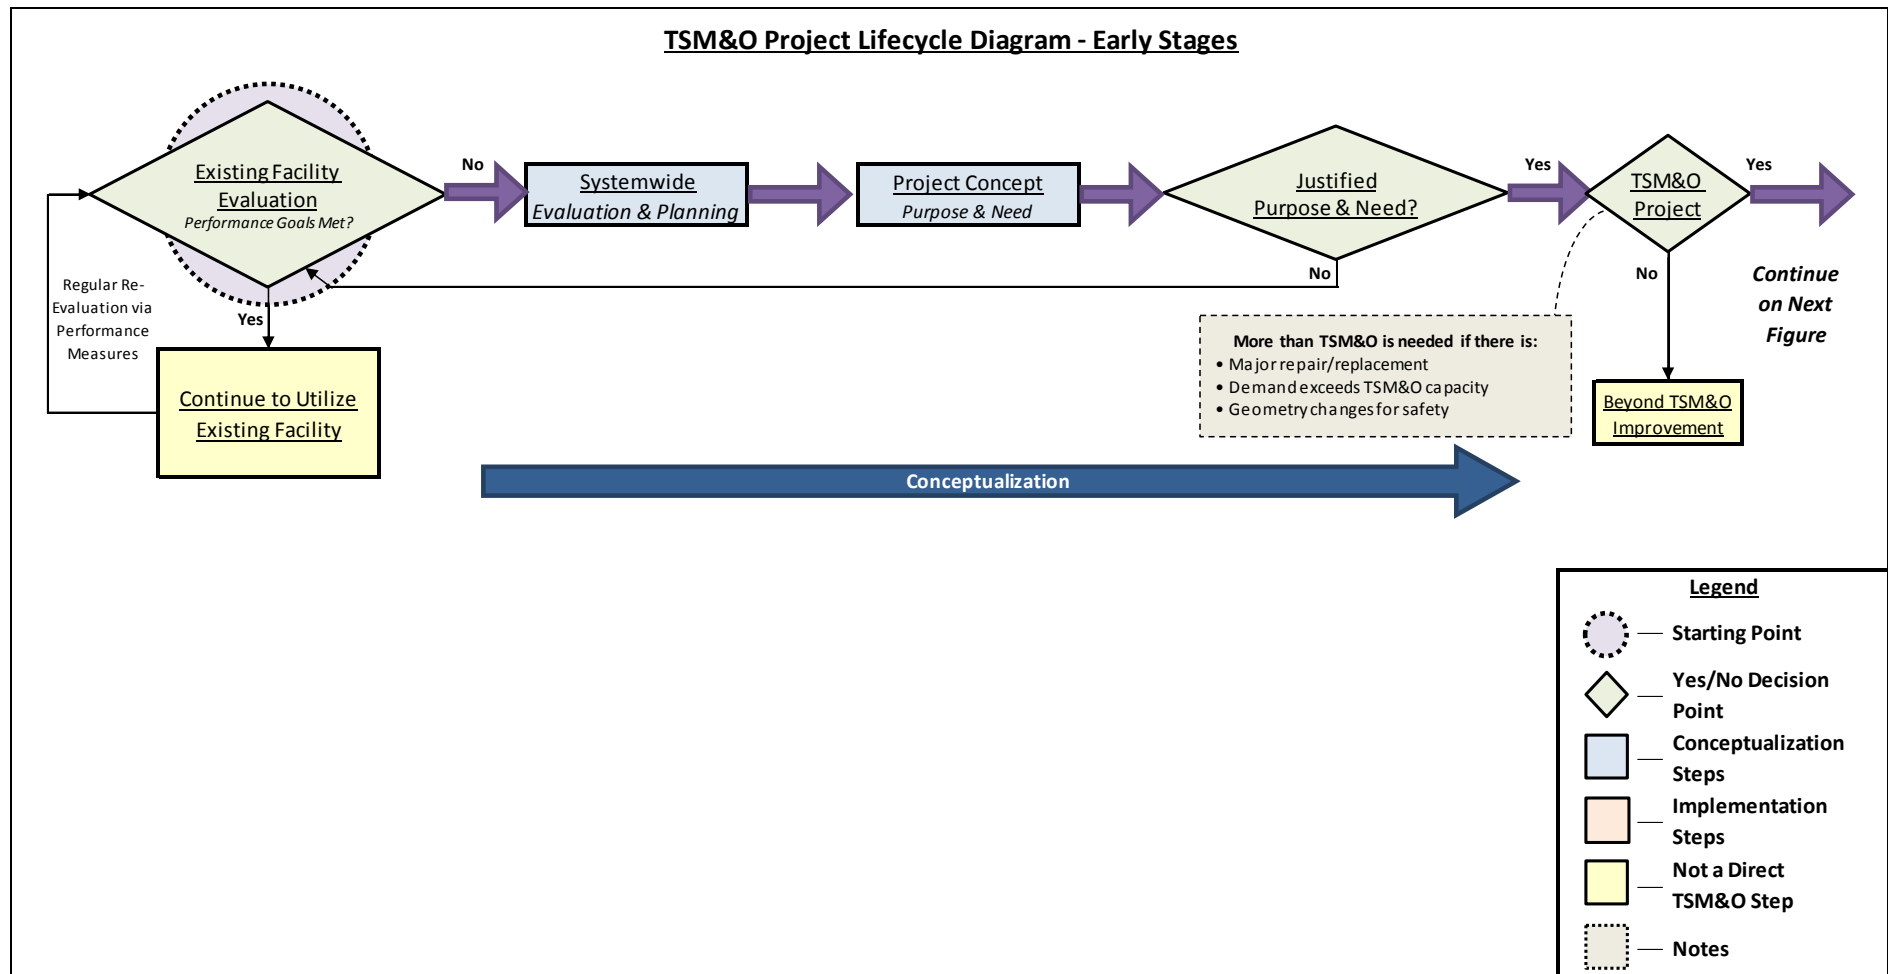 TSM&O Project Lifecycle Diagram - Early Stages
Existing Facility
Evaluation
Performance Goals Met?
No
Systemwide
Evaluation & Planning
Project Concept
Purpose & Need
Justified
Purpose & Need?
Yes
TSM&O
Project
Yes
No
No
Continue
on Next
Figure
Regular Re-
Evaluation via
Performance
Measures
Yes
Continue to Utilize
Existing Facility
More than TSM&O is needed if there is:
• Major repair/replacement
• Demand exceeds TSM&O capacity
• Geometry changes for safety
Beyond TSM&O
Improvement
Conceptualization
Legend
Starting Point
Yes/No Decision
Point
Conceptualization
Steps
Implementation
Steps
Not a Direct
TSM&O Step
Notes